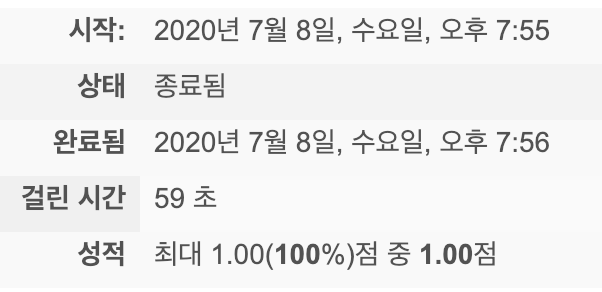 시작: 2020년 7월 8일, 수요일, 오후 7:55
상태 종료됨
완료됨 2020년 7월 8일, 수요일, 오후 7:56
걸린 시간 59 초
성적 최대 1.00(100%)점 중 1.00점